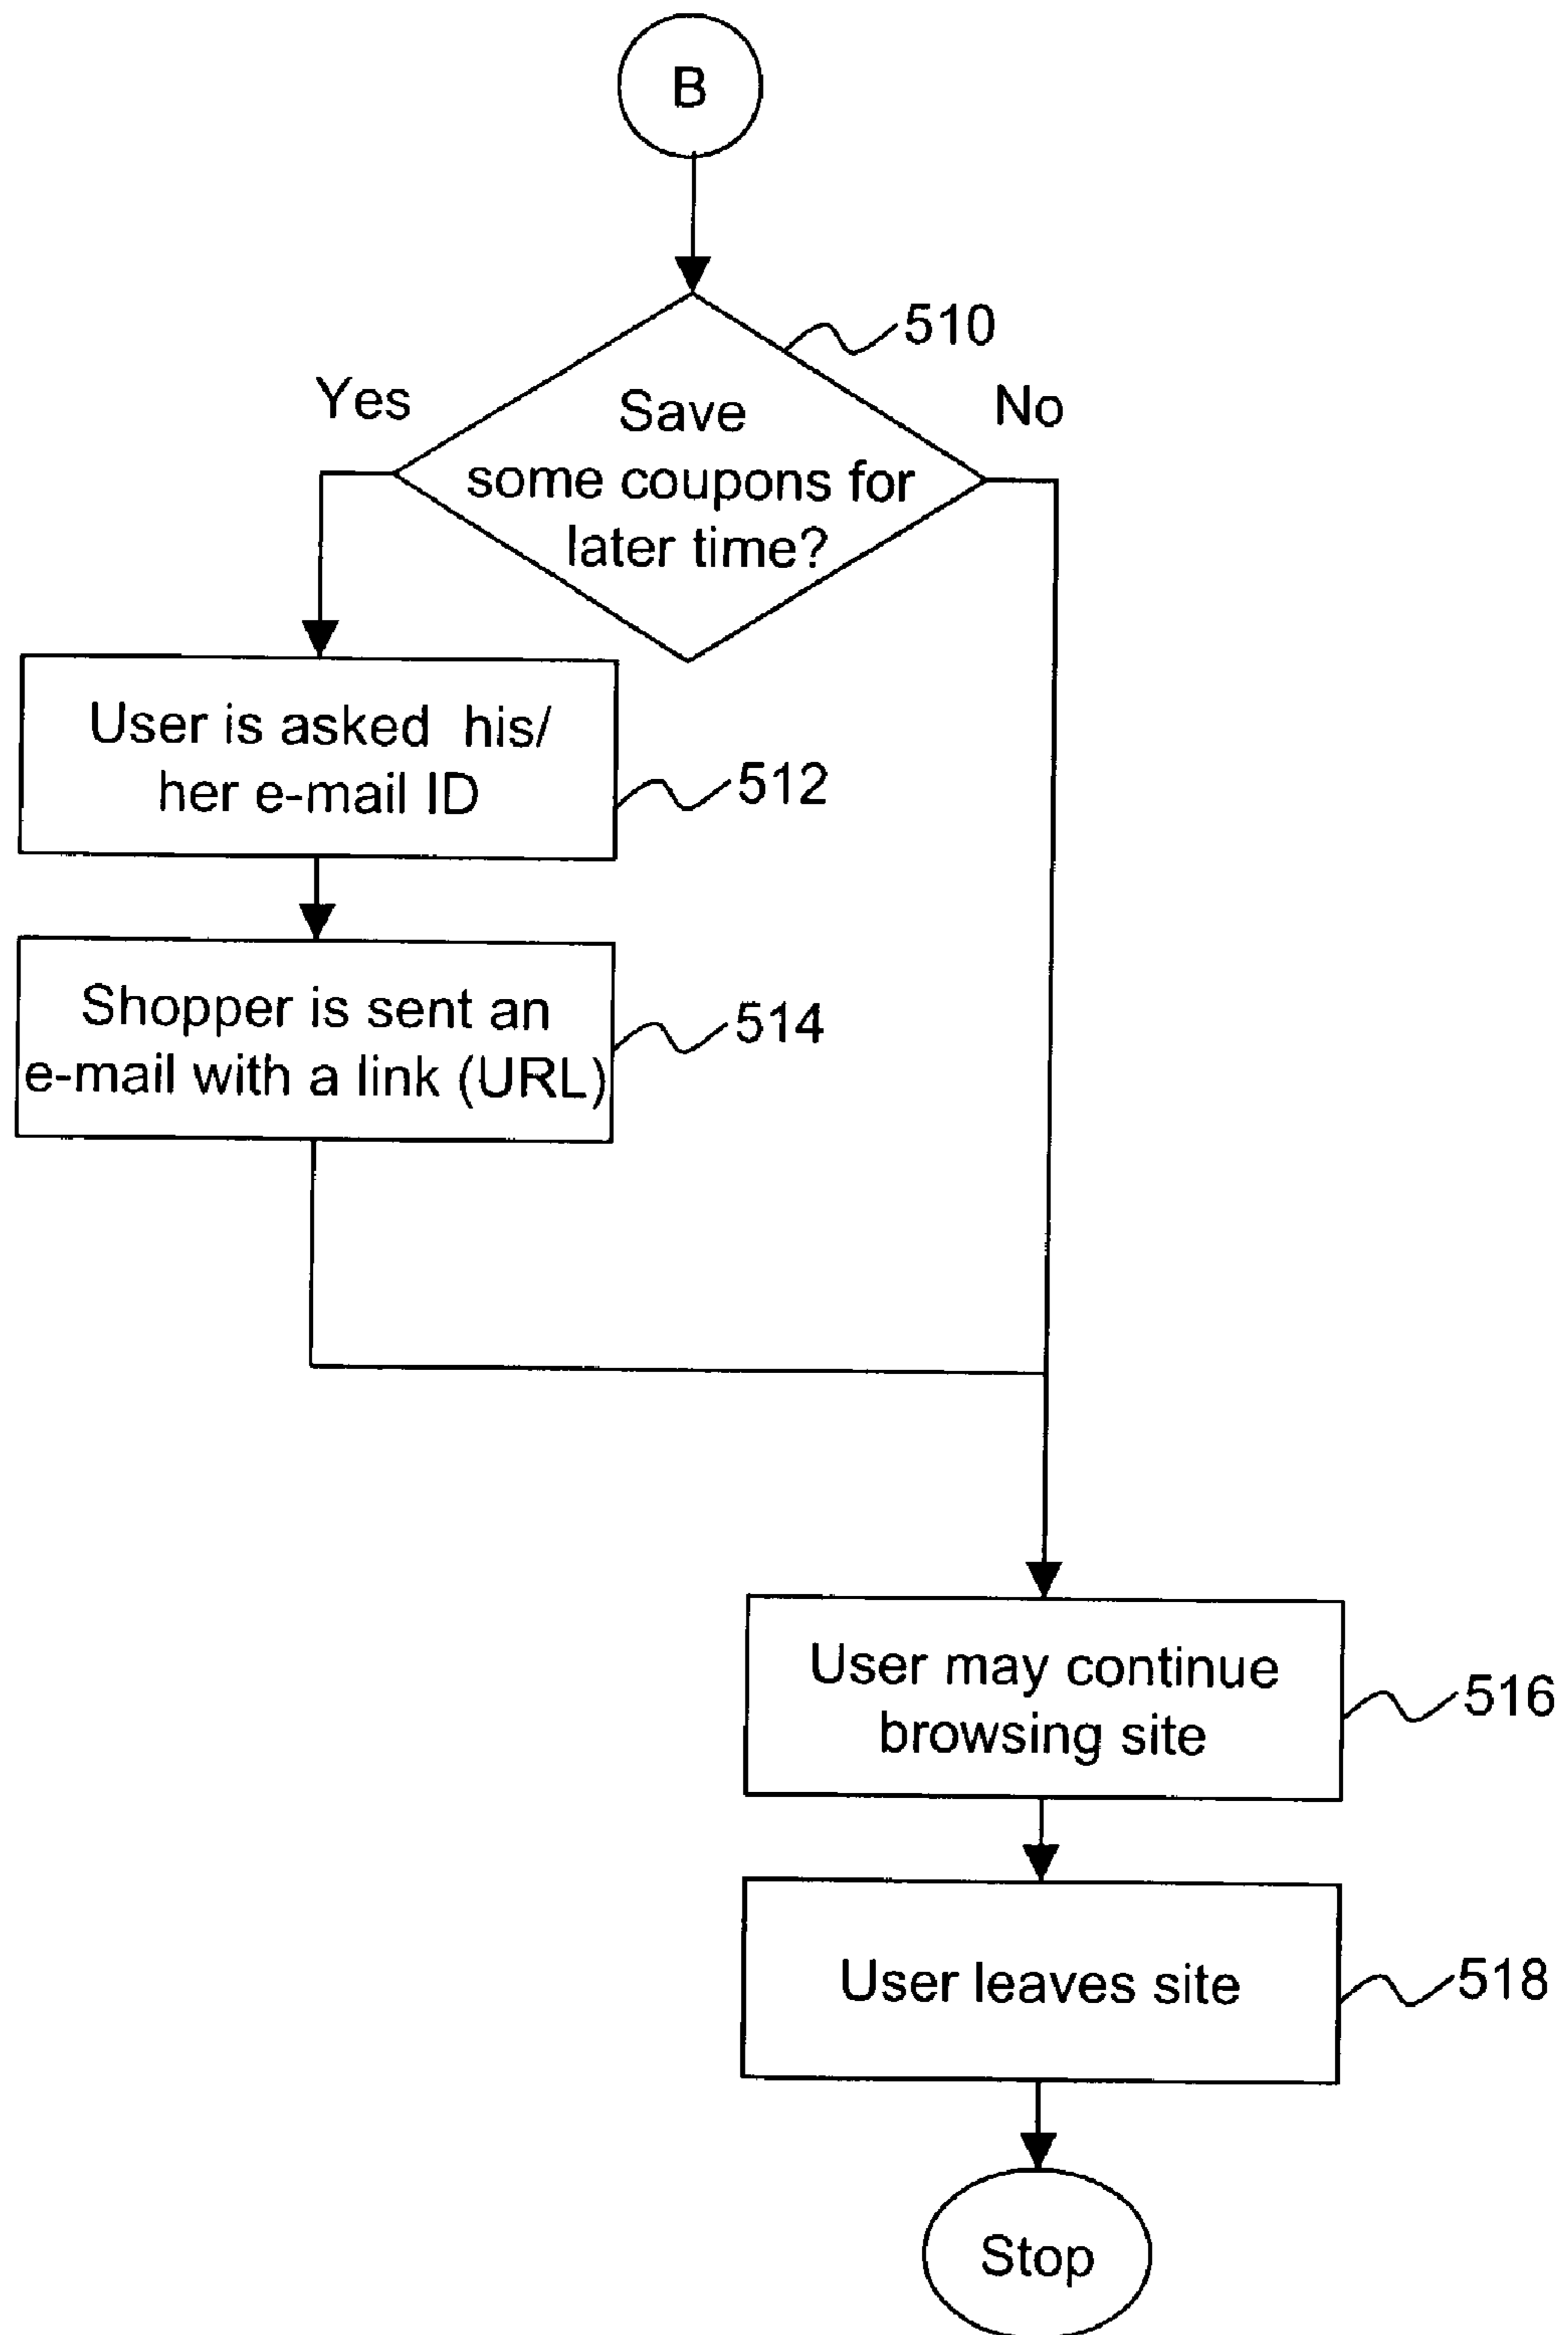 B
510
Yes
No
Save
some coupons for
later time?
User is asked his/
her e-mail ID
512
Shopper is sent an
e-mail with a link (URL)
514
User may continue
browsing site
516
User leaves site
518
Stop